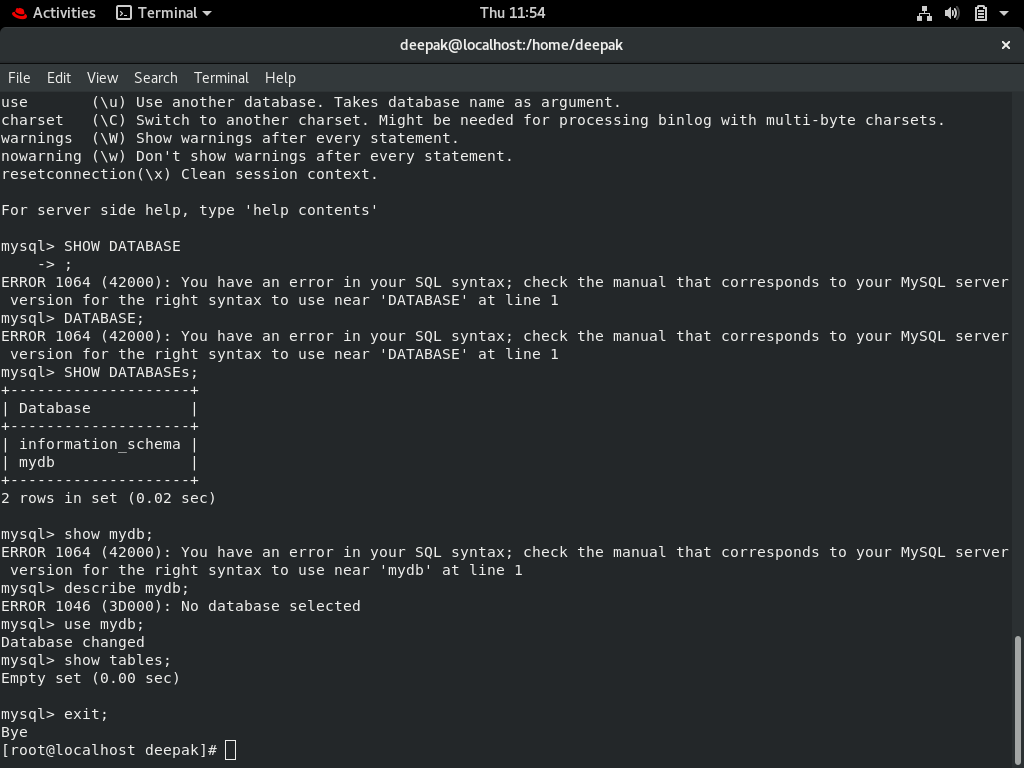 Activities Terminal Thu 11:54
deepak@localhost:/home/deepak ×
File Edit View Search Terminal Help
use       (\u) Use another database. Takes database name as argument.
charset   (\C) Switch to another charset. Might be needed for processing binlog with multi-byte charsets.
warnings  (\W) Show warnings after every statement.
nowarning (\w) Don't show warnings after every statement.
resetconnection(\x) Clean session context.

For server side help, type 'help contents'

mysql> SHOW DATABASE
    -> ;
ERROR 1064 (42000): You have an error in your SQL syntax; check the manual that corresponds to your MySQL server
 version for the right syntax to use near 'DATABASE' at line 1
mysql> DATABASE;
ERROR 1064 (42000): You have an error in your SQL syntax; check the manual that corresponds to your MySQL server
 version for the right syntax to use near 'DATABASE' at line 1
mysql> SHOW DATABASEs;
+--------------------+
| Database           |
+--------------------+
| information_schema |
| mydb               |
+--------------------+
2 rows in set (0.02 sec)

mysql> show mydb;
ERROR 1064 (42000): You have an error in your SQL syntax; check the manual that corresponds to your MySQL server
 version for the right syntax to use near 'mydb' at line 1
mysql> describe mydb;
ERROR 1046 (3D000): No database selected
mysql> use mydb;
Database changed
mysql> show tables;
Empty set (0.00 sec)

mysql> exit;
Bye
[root@localhost deepak]#